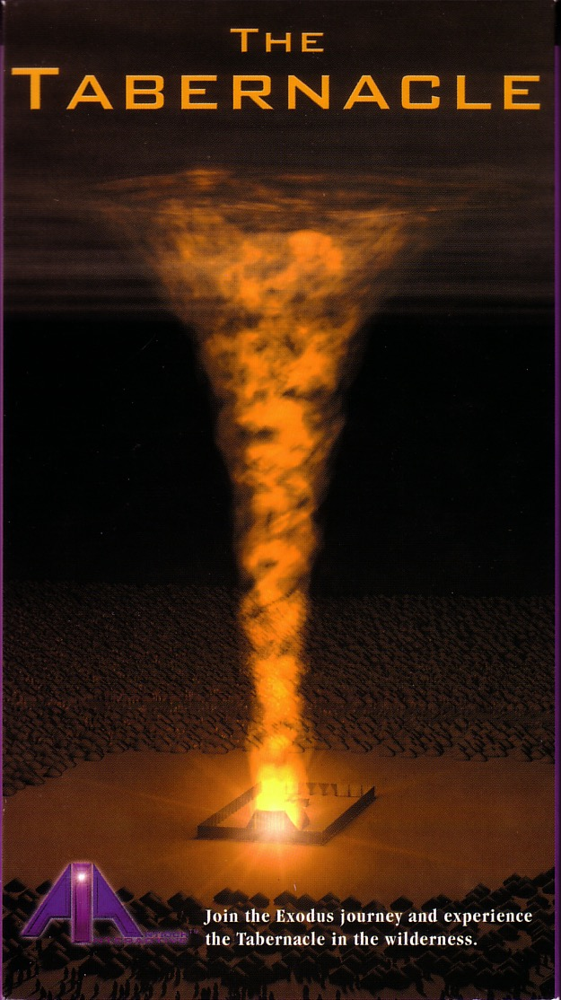 THE
TABERNACLE
Join the Exodus journey and experience
the Tabernacle in the wilderness.